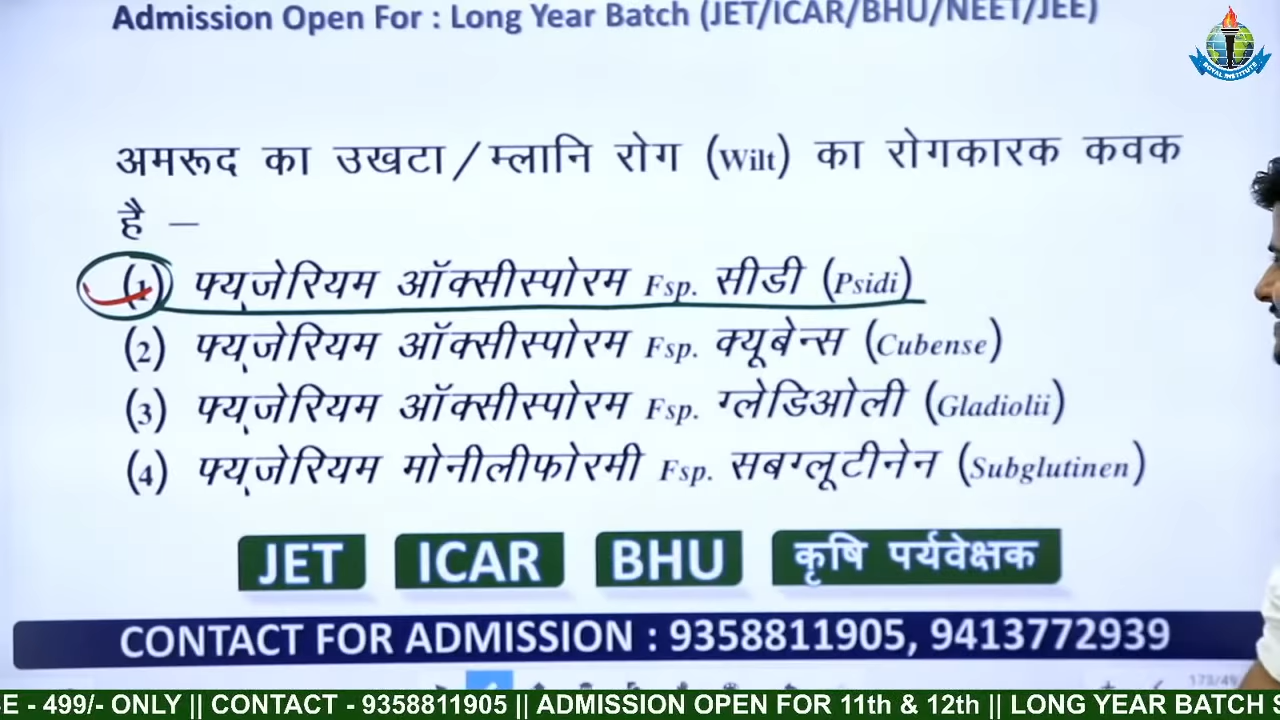 Admission Open For : Long Year Batch (JET/ICAR/BHU/NEET/JEE)
ROYAL INSTITUTE
अमरूद का उखटा/म्लानि रोग (Wilt) का रोगकारक कवक
है –
(1) फ्यूजेरियम ऑक्सीस्पोरम Fsp. सीडी (Psidi)
(2) फ्यूजेरियम ऑक्सीस्पोरम Fsp. क्यूबेन्स (Cubense)
(3) फ्यूजेरियम ऑक्सीस्पोरम Fsp. ग्लेडिओली (Gladiolii)
(4) फ्यूजेरियम मोनीलीफोरमी Fsp. सबग्लूटीनेन (Subglutinen)
JET ICAR BHU कृषि पर्यवेक्षक
CONTACT FOR ADMISSION : 9358811905, 9413772939
SE - 499/- ONLY || CONTACT - 9358811905 || ADMISSION OPEN FOR 11th & 12th || LONG YEAR BATCH S